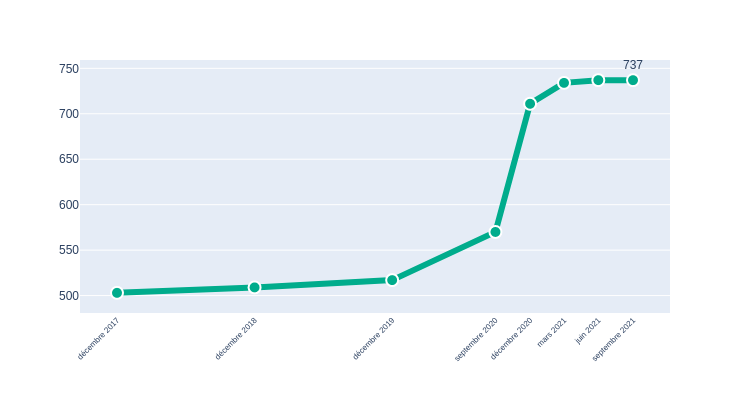 737
750
700
650
600
550
500
décembre 2017
décembre 2018
décembre 2019
septembre 2020
décembre 2020
mars 2021
juin 2021
septembre 2021